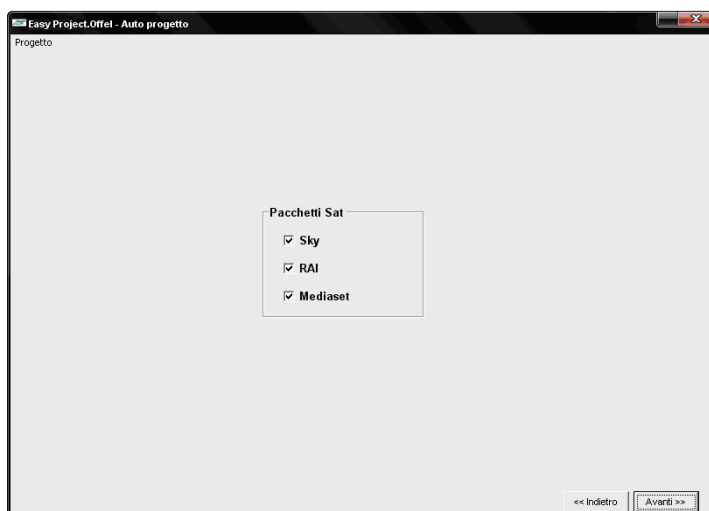 Easy Project.Offel - Auto progetto
Progetto
Pacchetti Sat
Sky
RAI
Mediaset
<< Indietro
Avanti >>